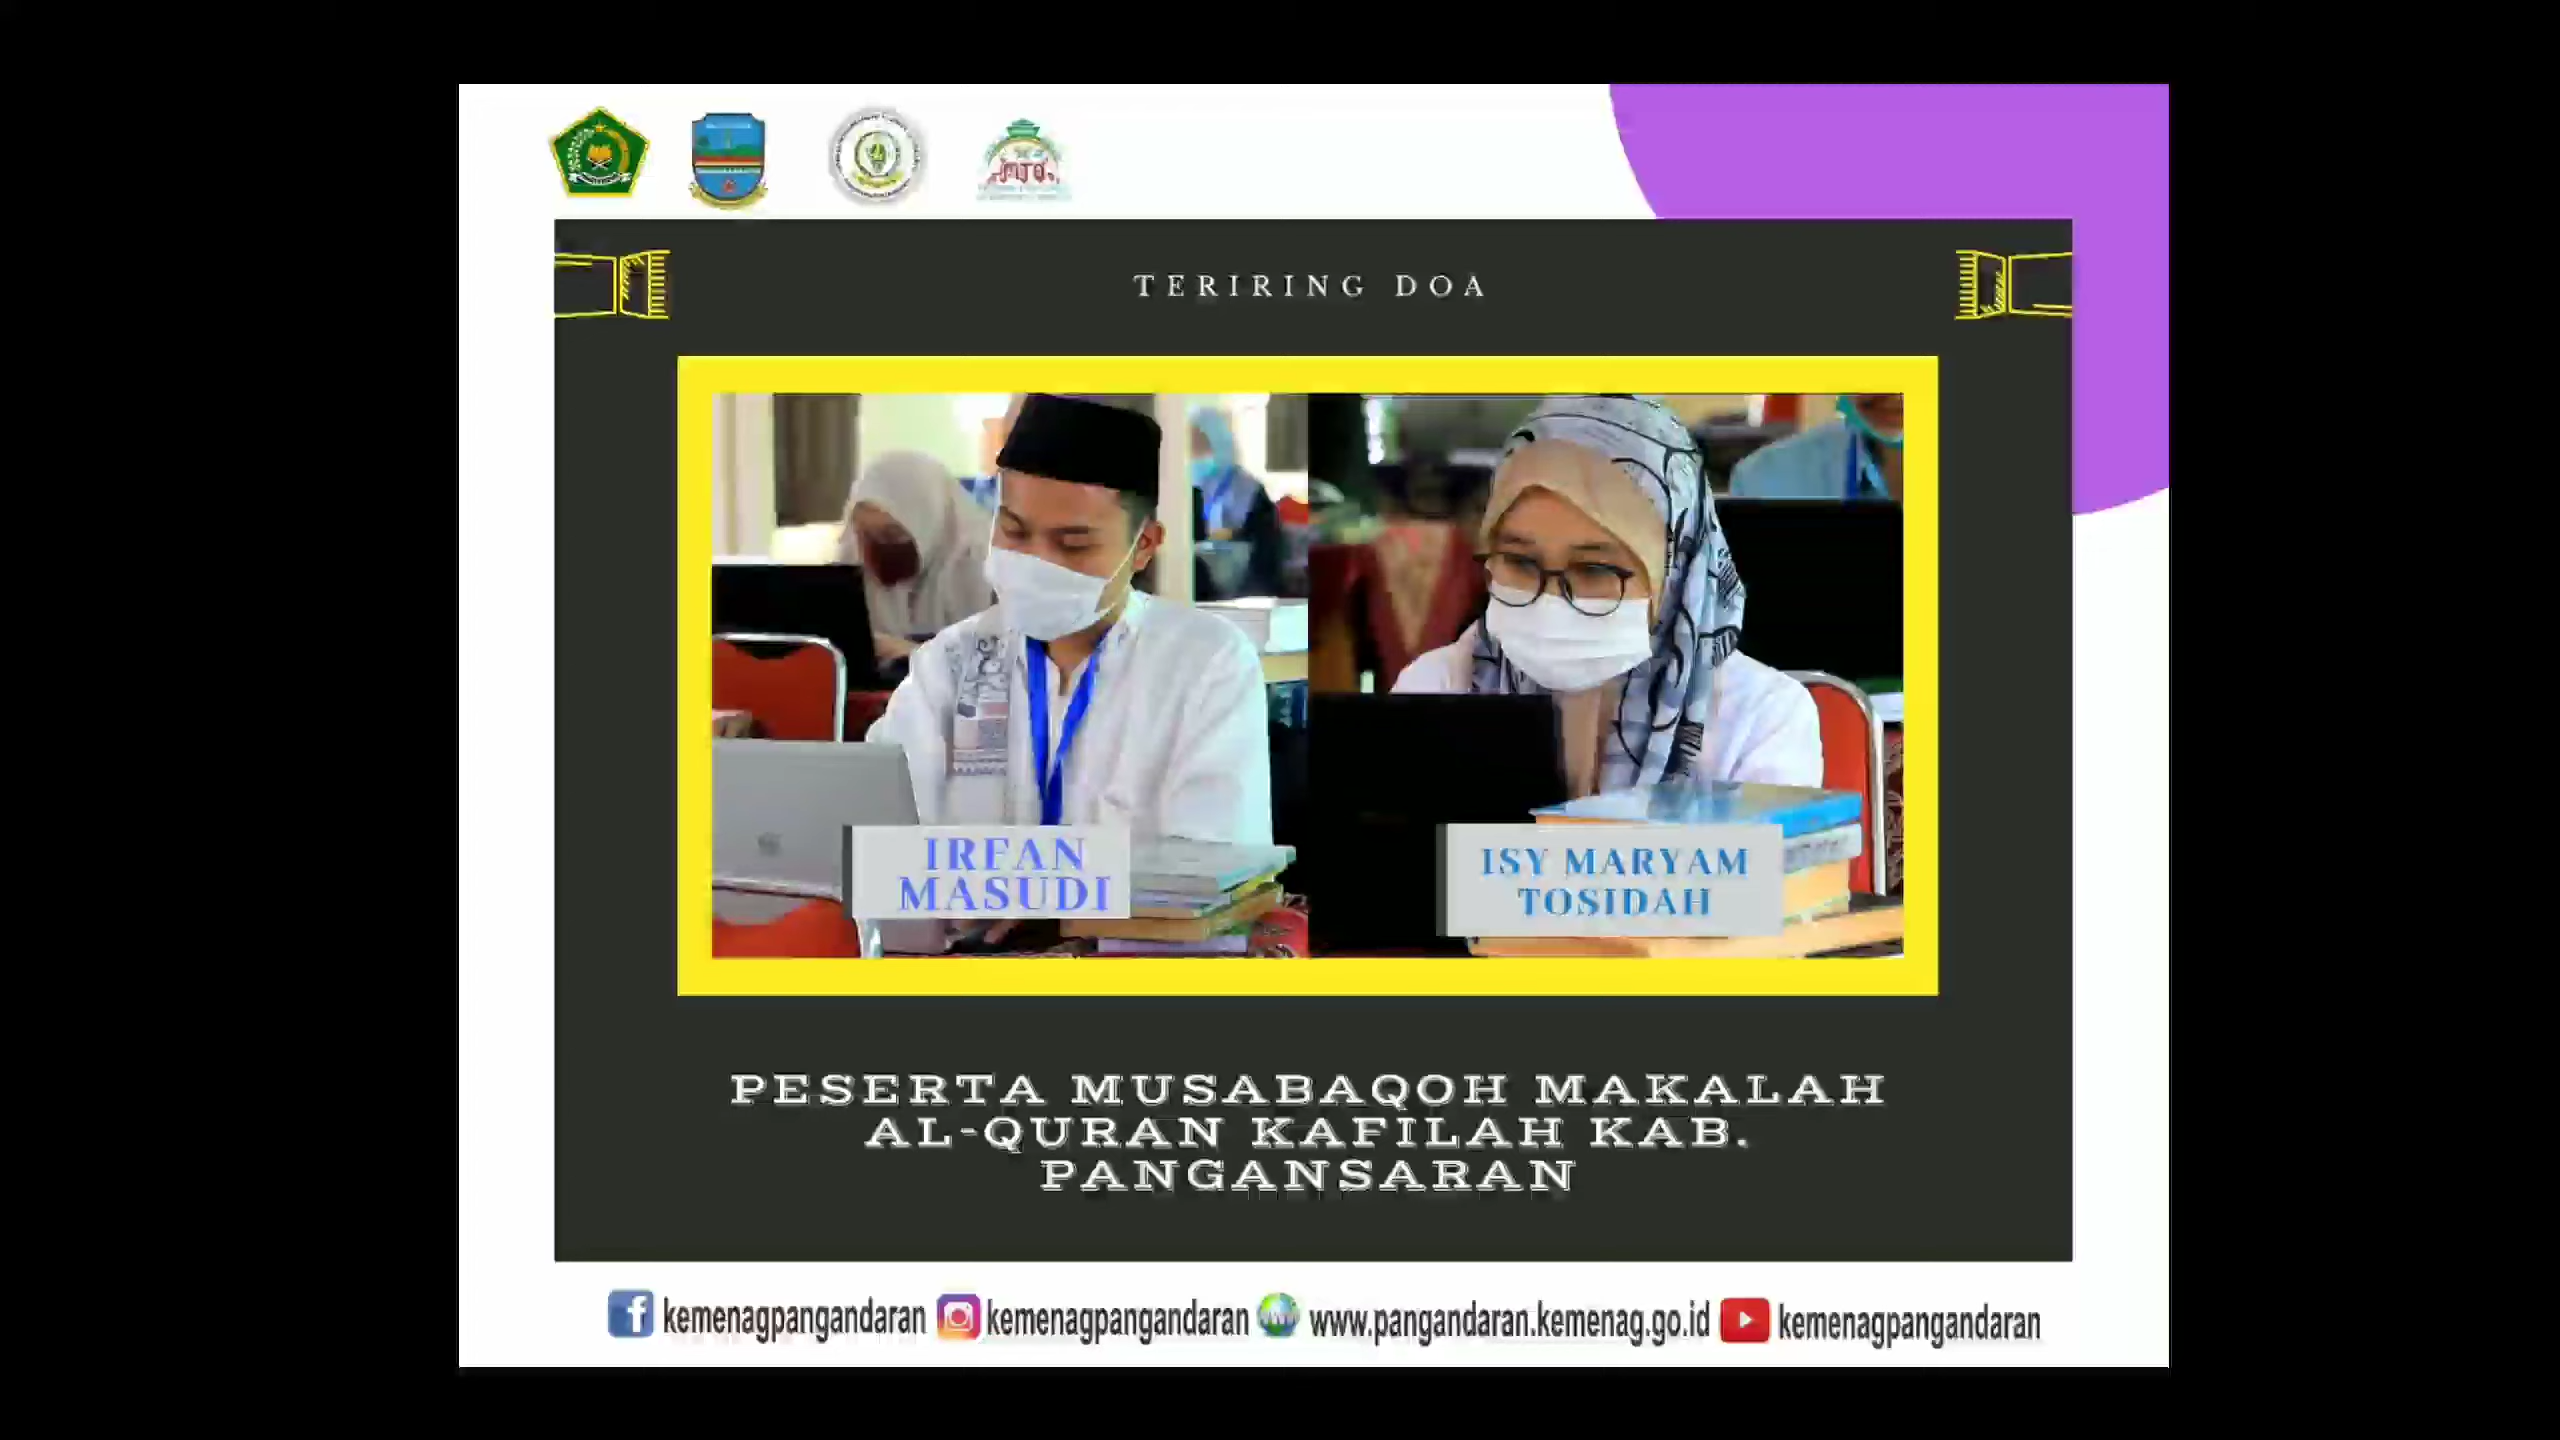 MTQ
TERIRING DOA
IRFAN
MASUDI
ISY MARYAM
TOSIDAH
PESERTA MUSABAQOH MAKALAH
AL-QURAN KAFILAH KAB.
PANGANSARAN
kemenagpangandaran kemenagpangandaran www.pangandaran.kemenag.go.id kemenagpangandaran